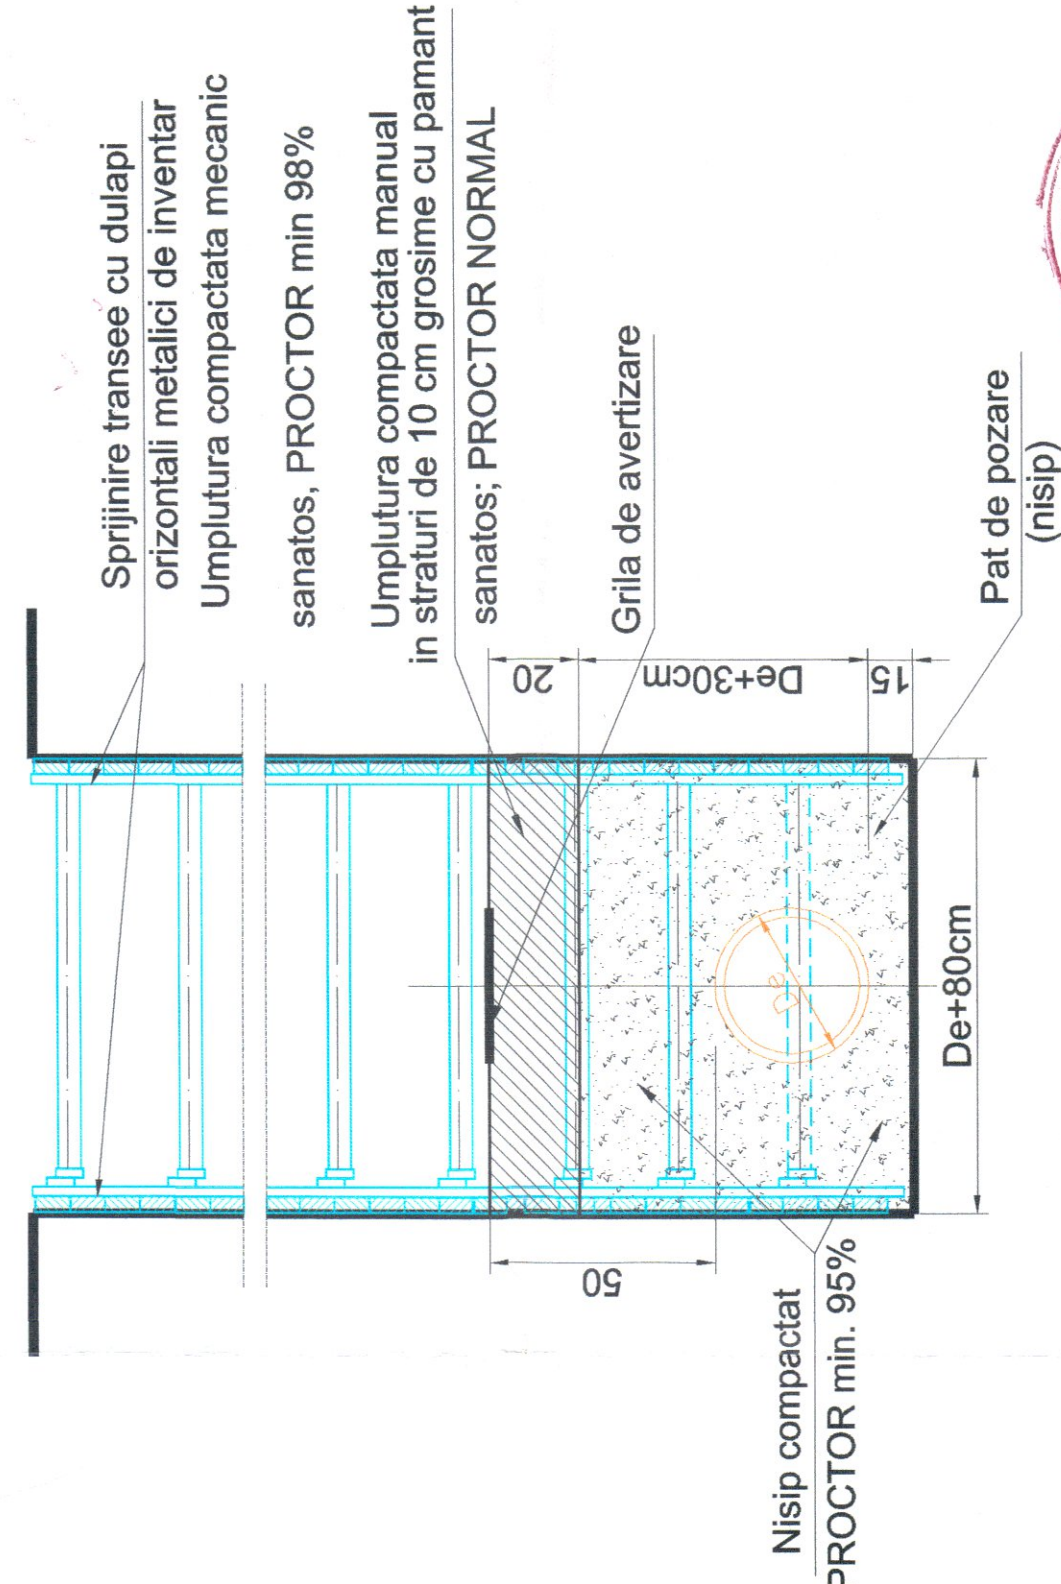 Sprijinire transee cu dulapi
orizontali metalici de inventar
Umplutura compactata mecanic
sanatos, PROCTOR min 98%
Umplutura compactata manual
in straturi de 10 cm grosime cu pamant
sanatos; PROCTOR NORMAL
Grila de avertizare
Pat de pozare
(nisip)
20
De+30cm
15
50
De
De+80cm
Nisip compactat
PROCTOR min. 95%